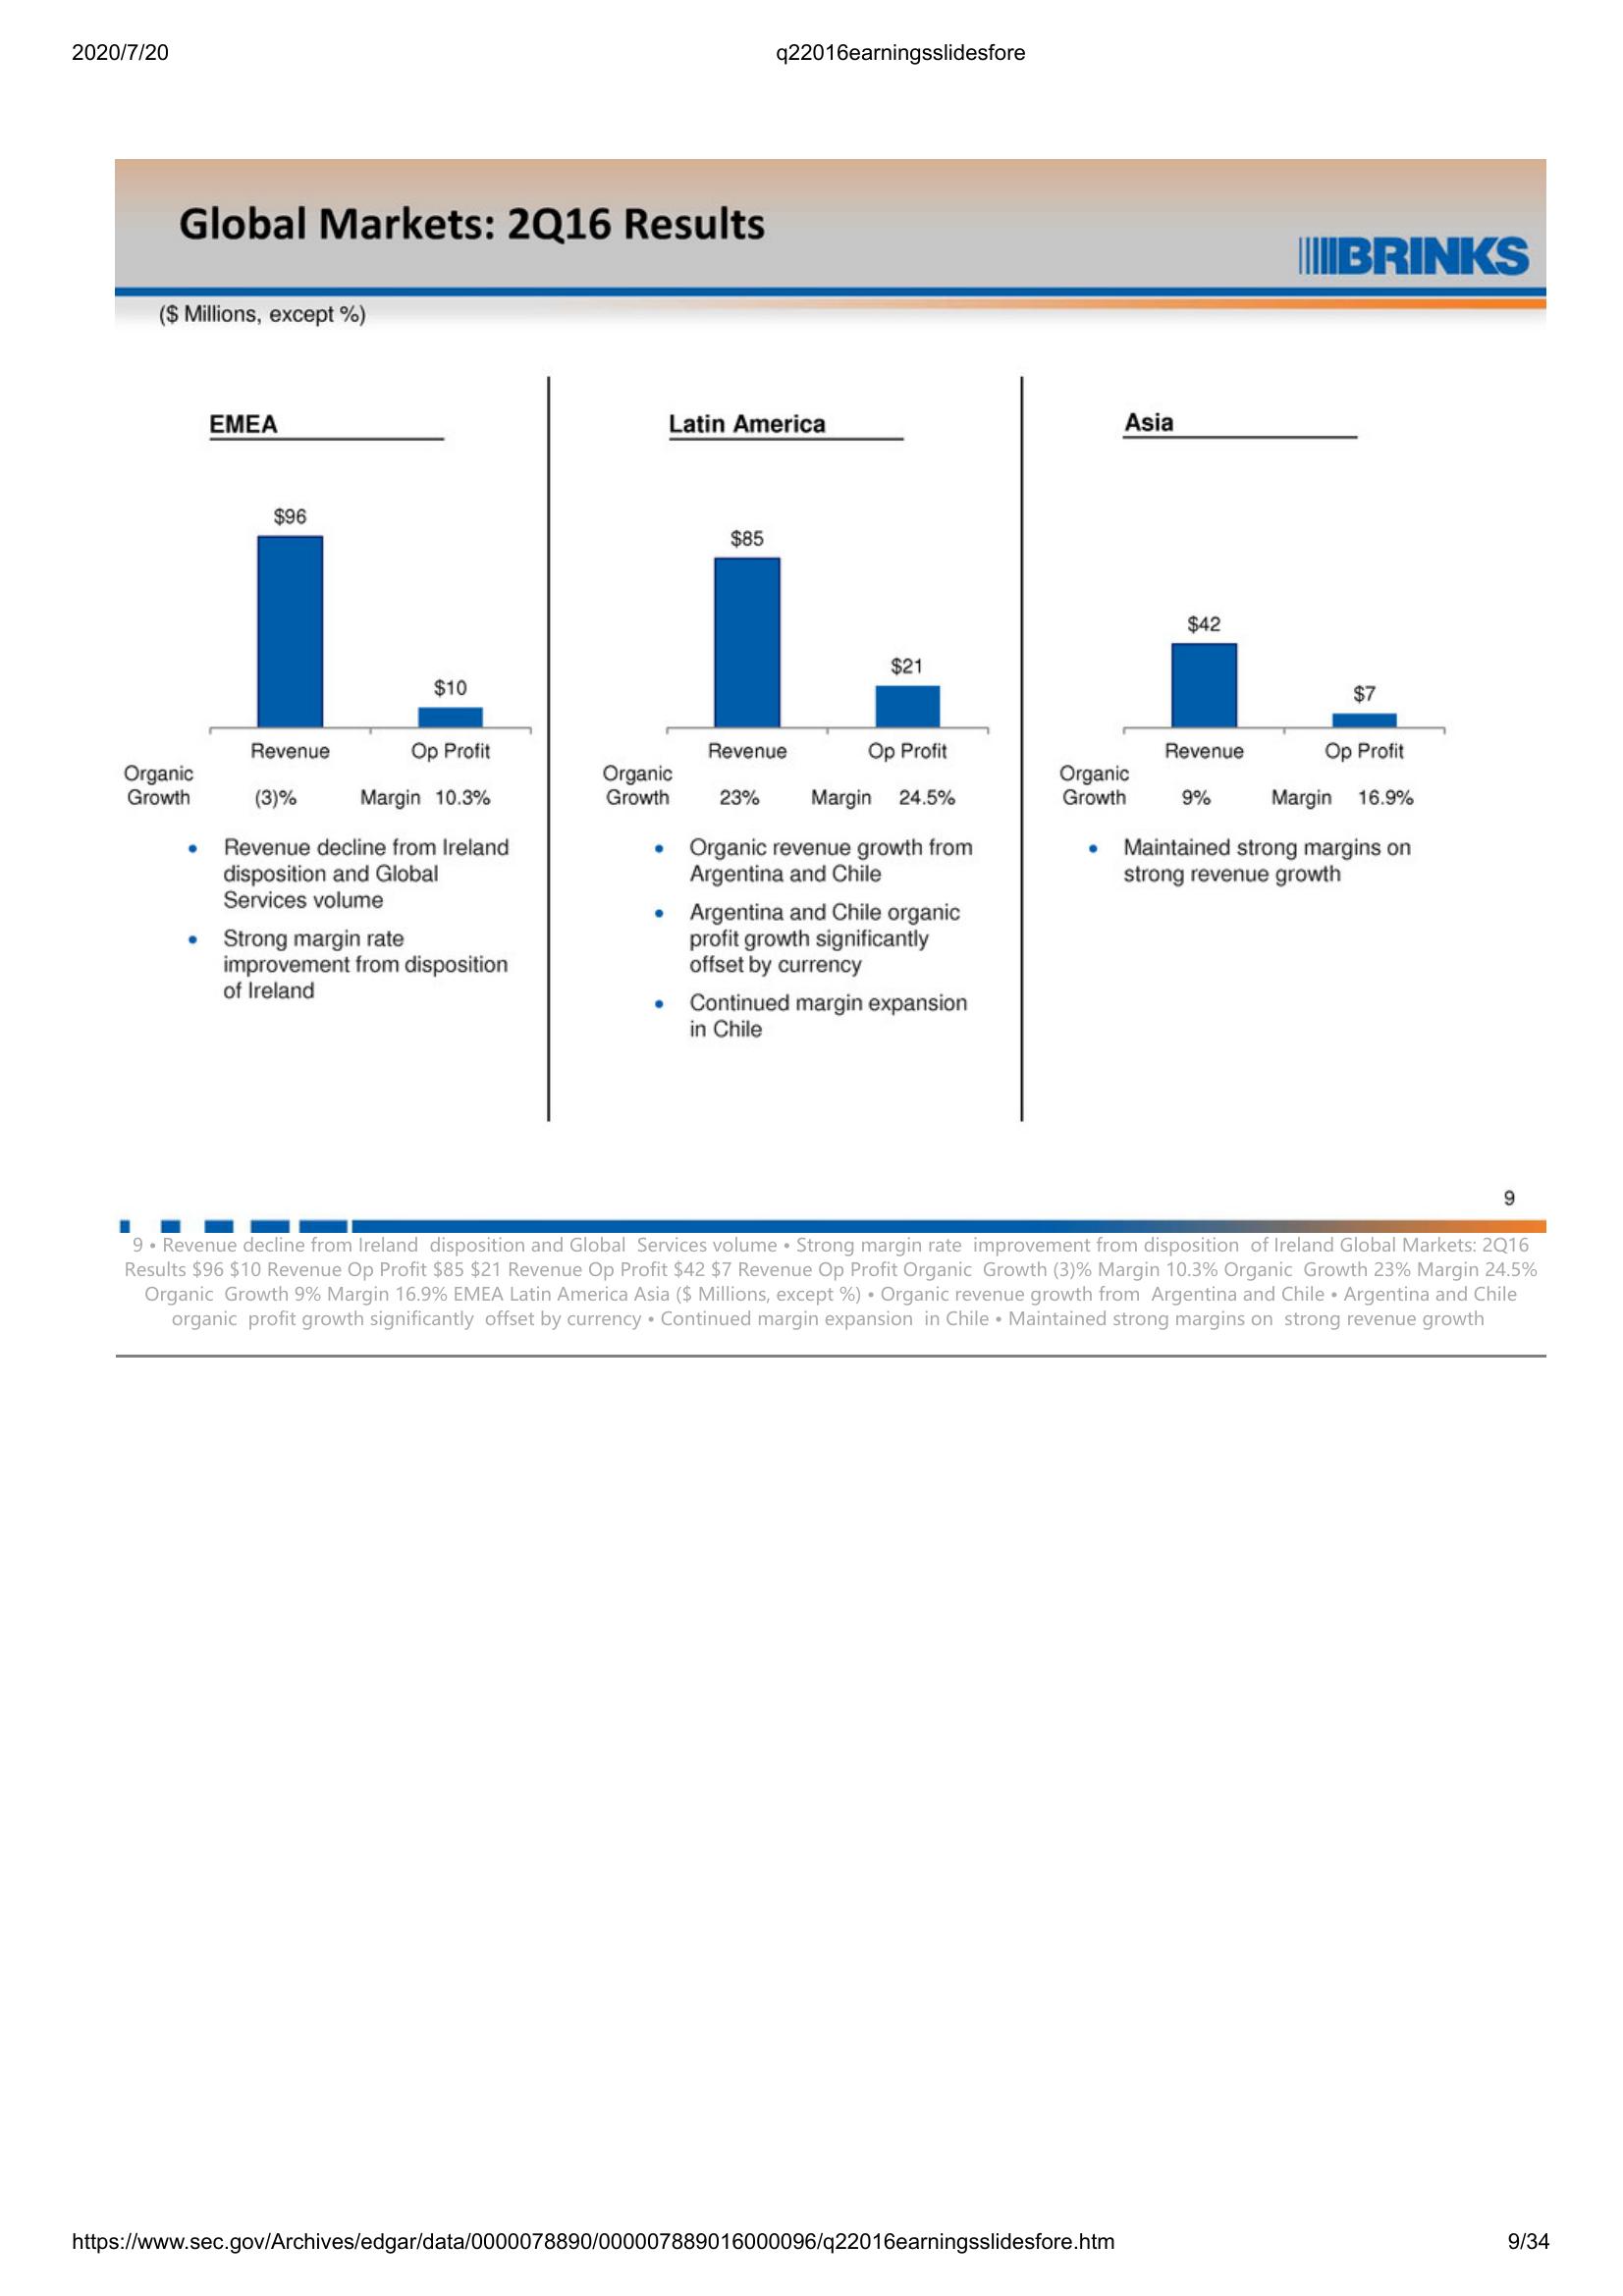 2020/7/20
q22016earningsslidesfore
Global Markets: 2Q16 Results
BRINKS
($ Millions, except %)
EMEA
$96
$10
Revenue
Op Profit
Organic
Growth
(3)%
Margin 10.3%
• Revenue decline from Ireland
disposition and Global
Services volume
• Strong margin rate
improvement from disposition
of Ireland
Latin America
$85
$21
Revenue
Op Profit
Organic
Growth
23%
Margin 24.5%
• Organic revenue growth from
Argentina and Chile
• Argentina and Chile organic
profit growth significantly
offset by currency
• Continued margin expansion
in Chile
Asia
$42
$7
Revenue
Op Profit
Organic
Growth
9%
Margin 16.9%
• Maintained strong margins on
strong revenue growth
9
9 • Revenue decline from Ireland disposition and Global Services volume • Strong margin rate improvement from disposition of Ireland Global Markets: 2Q16
Results $96 $10 Revenue Op Profit $85 $21 Revenue Op Profit $42 $7 Revenue Op Profit Organic Growth (3)% Margin 10.3% Organic Growth 23% Margin 24.5%
Organic Growth 9% Margin 16.9% EMEA Latin America Asia ($ Millions, except %) • Organic revenue growth from Argentina and Chile • Argentina and Chile
organic profit growth significantly offset by currency • Continued margin expansion in Chile • Maintained strong margins on strong revenue growth
https://www.sec.gov/Archives/edgar/data/0000078890/000007889016000096/q22016earningsslidesfore.htm
9/34